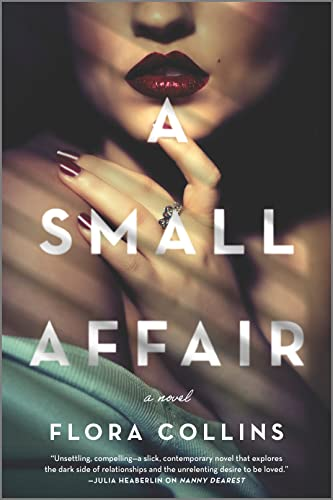 A
SMALL
AFFAIR
a novel
FLORA COLLINS
"Unsettling, compelling—a slick, contemporary novel that explores
the dark side of relationships and the unrelenting desire to be loved."
—JULIA HEABERLIN ON NANNY DEAREST